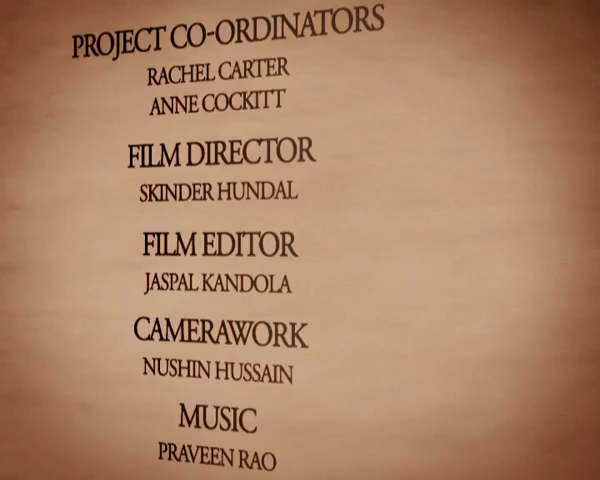 PROJECT CO-ORDINATORS
RACHEL CARTER
ANNE COCKITT
FILM DIRECTOR
SKINDER HUNDAL
FILM EDITOR
JASPAL KANDOLA
CAMERAWORK
NUSHIN HUSSAIN
MUSIC
PRAVEEN RAO